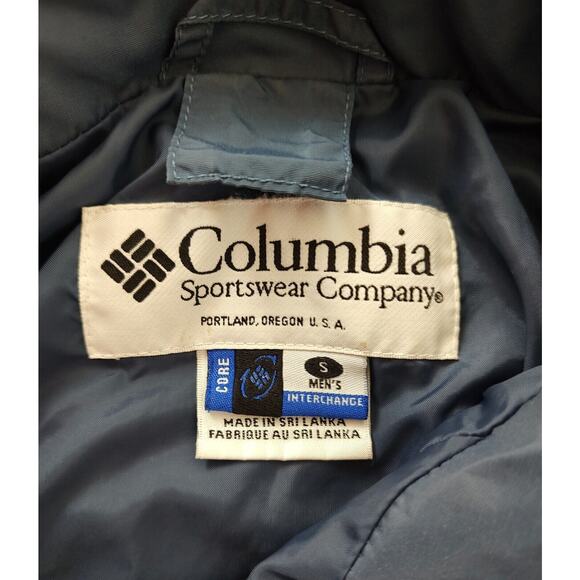 Columbia
Sportswear Company®
PORTLAND, OREGON U.S.A.
CORE
S
MEN'S
INTERCHANGE
MADE IN SRI LANKA
FABRIQUE AU SRI LANKA